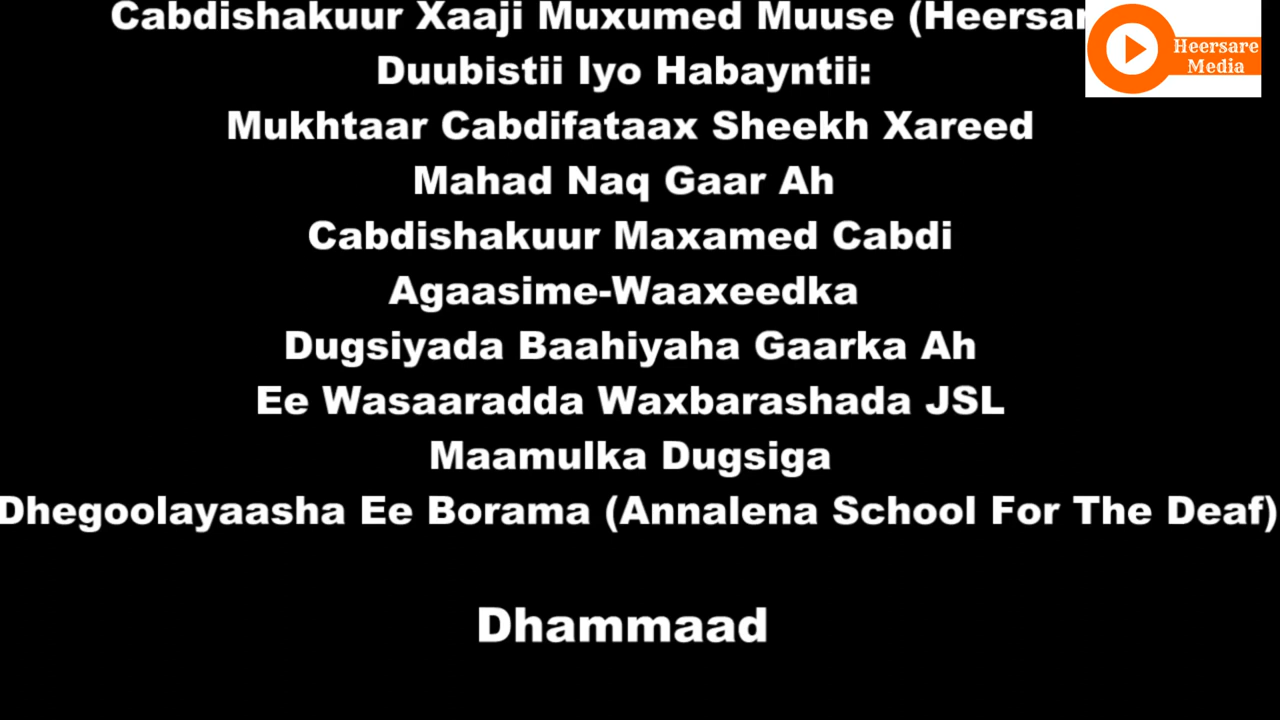 Cabdishakuur Xaaji Muxumed Muuse (Heersar
Duubistii Iyo Habayntii:
Mukhtaar Cabdifataax Sheekh Xareed
Mahad Naq Gaar Ah
Cabdishakuur Maxamed Cabdi
Agaasime-Waaxeedka
Dugsiyada Baahiyaha Gaarka Ah
Ee Wasaaradda Waxbarashada JSL
Maamulka Dugsiga
Dhegoolayaasha Ee Borama (Annalena School For The Deaf)
Dhammaad
Heersare
Media